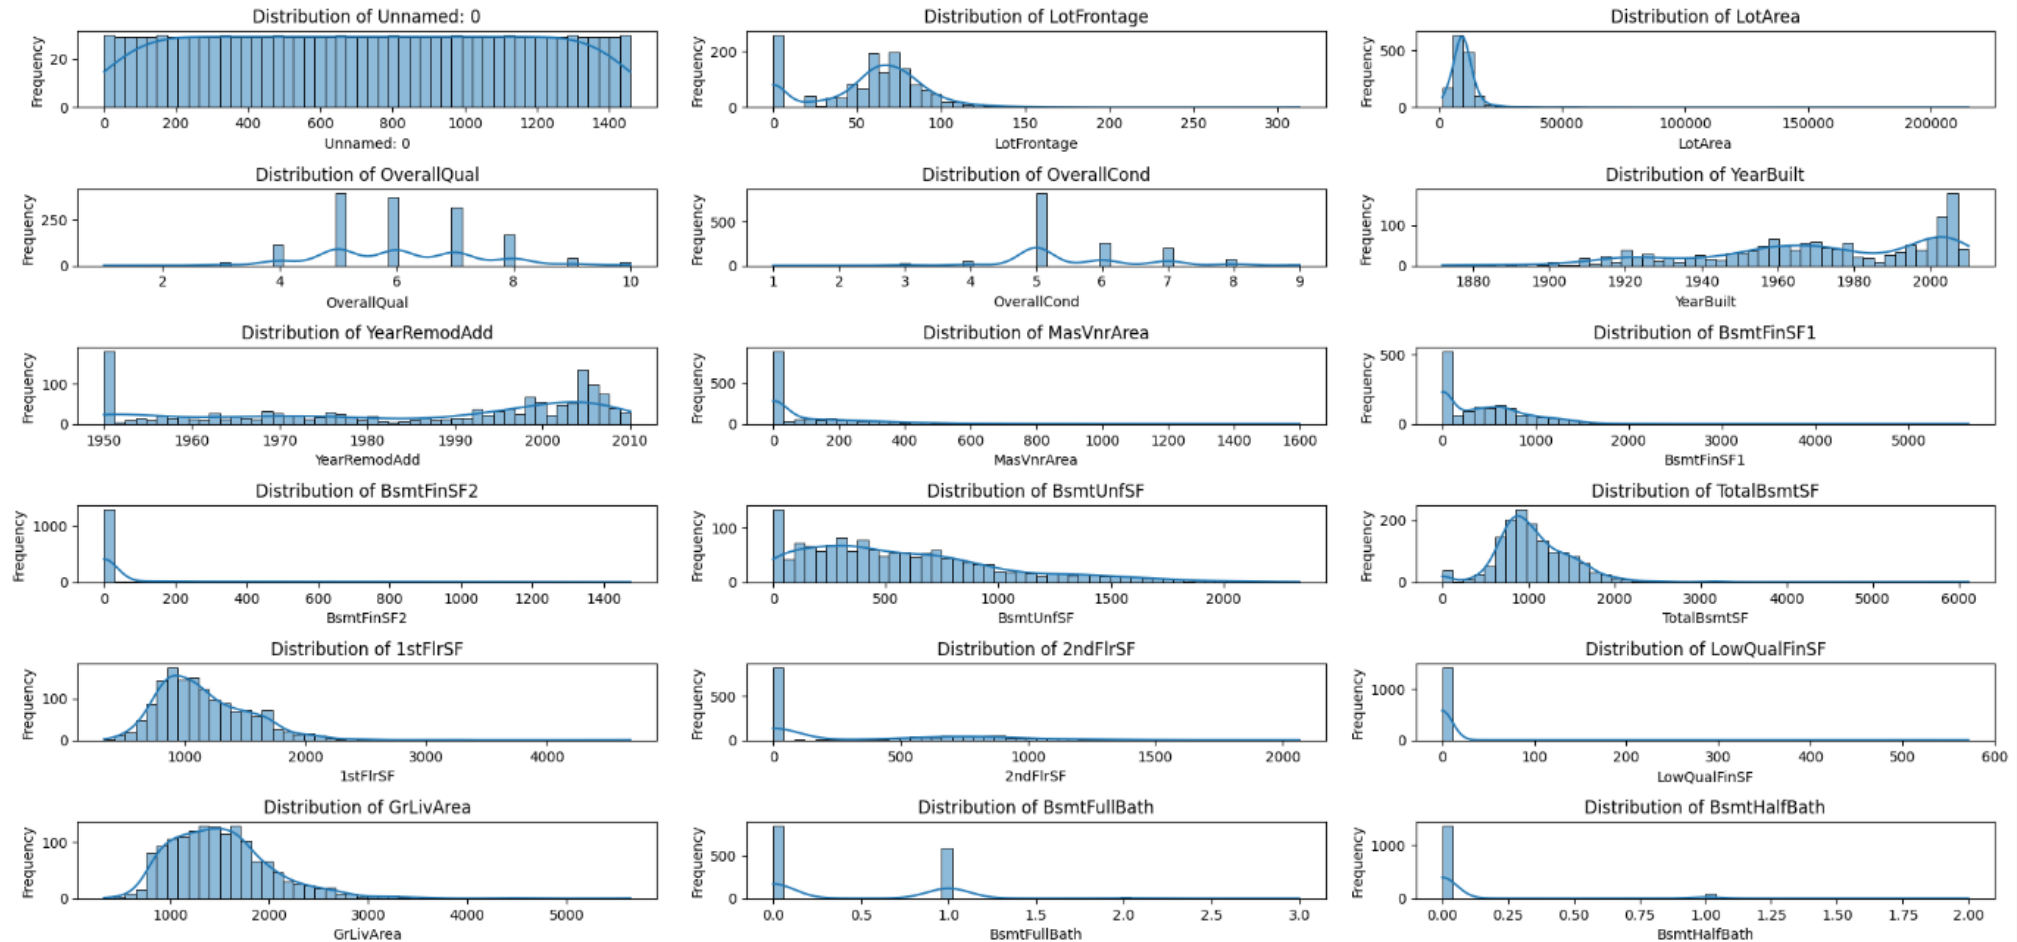 Distribution of Unnamed: 0
Frequency
20
0
0 200 400 600 800 1000 1200 1400
Unnamed: 0
Distribution of LotFrontage
Frequency
200
0
0 50 100 150 200 250 300
LotFrontage
Distribution of LotArea
Frequency
500
0
0 50000 100000 150000 200000
LotArea
Distribution of OverallQual
Frequency
250
0
2 4 6 8 10
OverallQual
Distribution of OverallCond
Frequency
500
0
1 2 3 4 5 6 7 8 9
OverallCond
Distribution of YearBuilt
Frequency
100
0
1880 1900 1920 1940 1960 1980 2000
YearBuilt
Distribution of YearRemodAdd
Frequency
100
0
1950 1960 1970 1980 1990 2000 2010
YearRemodAdd
Distribution of MasVnrArea
Frequency
500
0
0 200 400 600 800 1000 1200 1400 1600
MasVnrArea
Distribution of BsmtFinSF1
Frequency
500
0
0 1000 2000 3000 4000 5000
BsmtFinSF1
Distribution of BsmtFinSF2
Frequency
1000
0
0 200 400 600 800 1000 1200 1400
BsmtFinSF2
Distribution of BsmtUnfSF
Frequency
100
0
0 500 1000 1500 2000
BsmtUnfSF
Distribution of TotalBsmtSF
Frequency
200
0
0 1000 2000 3000 4000 5000 6000
TotalBsmtSF
Distribution of 1stFlrSF
Frequency
100
0
1000 2000 3000 4000
1stFlrSF
Distribution of 2ndFlrSF
Frequency
500
0
0 500 1000 1500 2000
2ndFlrSF
Distribution of LowQualFinSF
Frequency
1000
0
0 100 200 300 400 500 600
LowQualFinSF
Distribution of GrLivArea
Frequency
100
0
1000 2000 3000 4000 5000
GrLivArea
Distribution of BsmtFullBath
Frequency
500
0
0.0 0.5 1.0 1.5 2.0 2.5 3.0
BsmtFullBath
Distribution of BsmtHalfBath
Frequency
1000
0
0.00 0.25 0.50 0.75 1.00 1.25 1.50 1.75 2.00
BsmtHalfBath